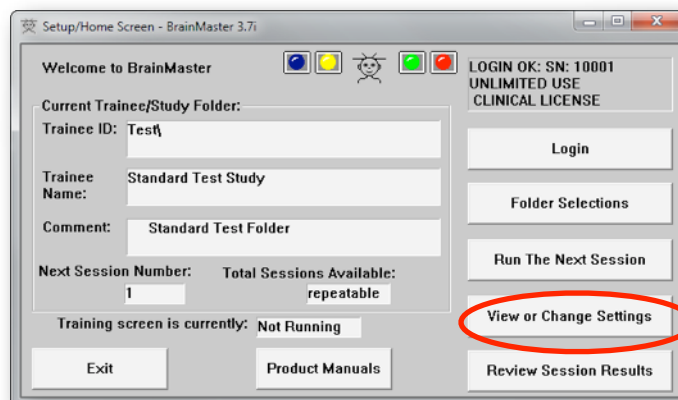 Setup/Home Screen - BrainMaster 3.7i
Welcome to BrainMaster
LOGIN OK: SN: 10001
UNLIMITED USE
CLINICAL LICENSE
Current Trainee/Study Folder:
Trainee ID: Test\
Trainee Name: Standard Test Study
Comment: Standard Test Folder
Next Session Number: Total Sessions Available:
1 repeatable
Training screen is currently: Not Running
Exit
Product Manuals
Login
Folder Selections
Run The Next Session
View or Change Settings
Review Session Results